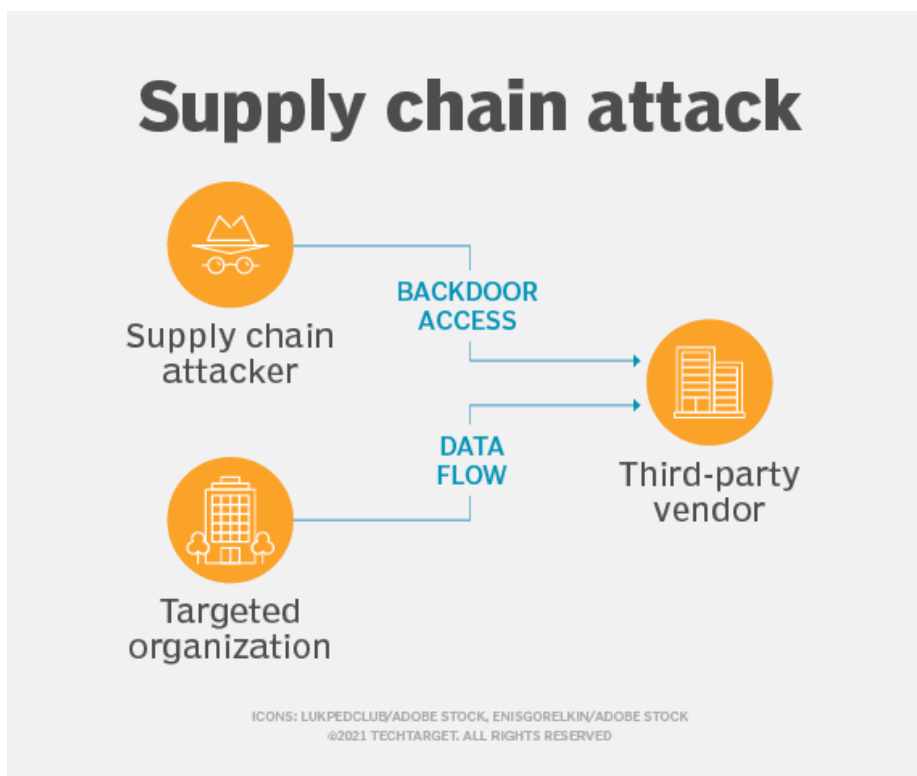 Supply chain attack
BACKDOOR
ACCESS
Supply chain
attacker
DATA
FLOW
Third-party
vendor
Targeted
organization
ICONS: LUKPEDCLUB/ADOBE STOCK, ENISGORELKIN/ADOBE STOCK
©2021 TECHTARGET. ALL RIGHTS RESERVED